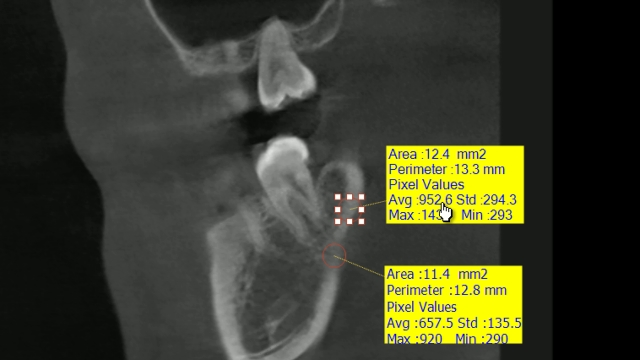 Area :12.4 mm2
Perimeter :13.3 mm
Pixel Values
Avg :952.6 Std :294.3
Min :293
Area :11.4 mm2
Perimeter :12.8 mm
Pixel Values
Avg :657.5 Std :135.5
Max :920 Min :290